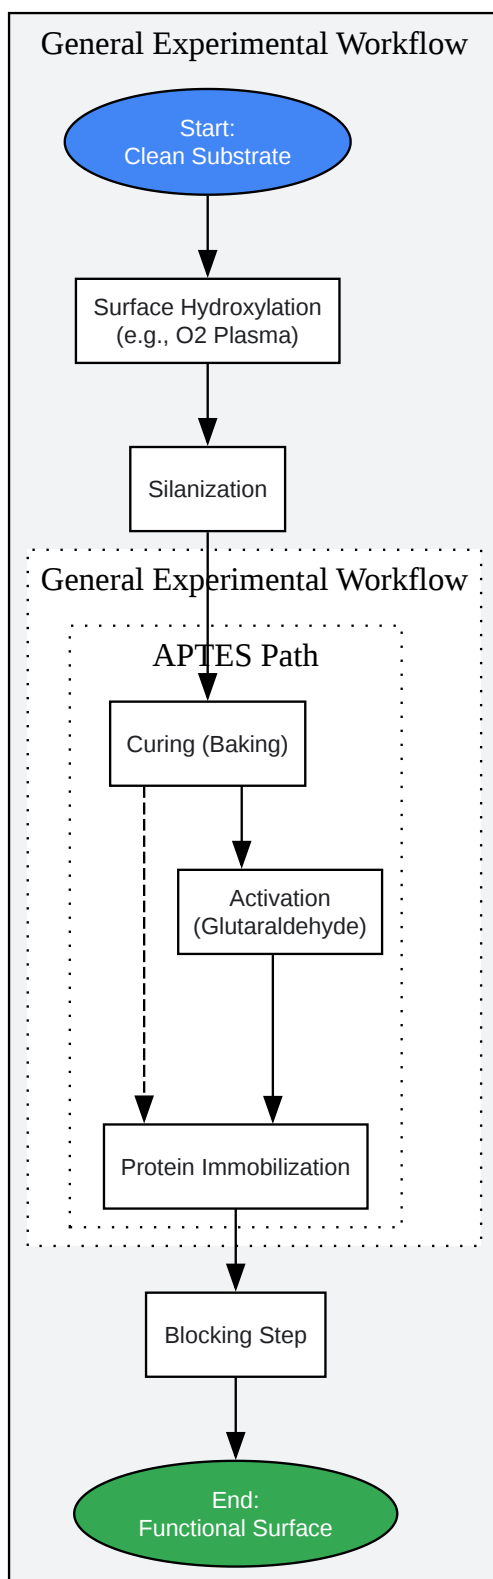 General Experimental Workflow
Start:
Clean Substrate
Surface Hydroxylation
(e.g., O2 Plasma)
Silanization
General Experimental Workflow
APTES Path
Curing (Baking)
Activation
(Glutaraldehyde)
Protein Immobilization
Blocking Step
End:
Functional Surface